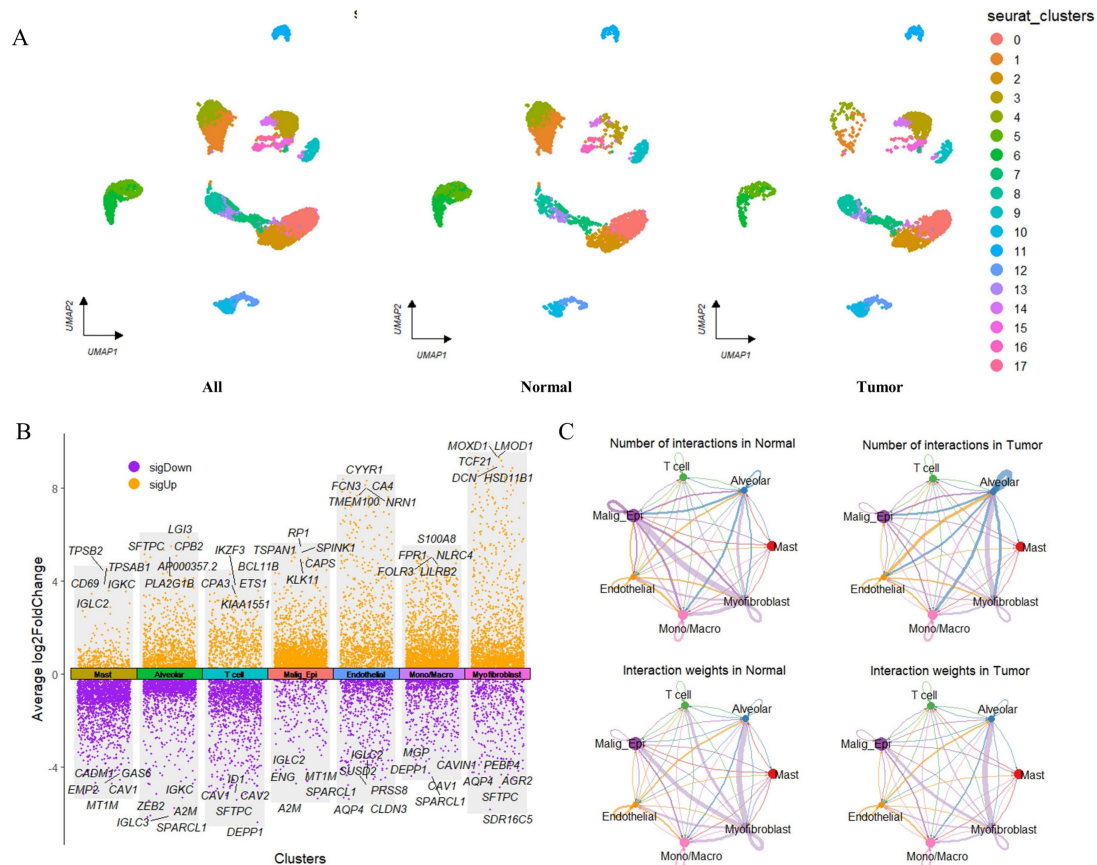 A
seurat_clusters
0
1
2
3
4
5
6
7
8
9
10
11
12
13
14
15
16
17
UMAP2
UMAP1
UMAP2
UMAP1
UMAP2
UMAP1
All
Normal
Tumor
B
Average log2FoldChange
8
4
0
-4
sigDown
sigUp
TPSB2
TPSAB1
CD69 IGKC
IGLC2
LGI3
SFTPC CPB2
AP000357.2
PLA2G1B
IKZF3
BCL11B
CPA3 ETS1
KIAA1551
RP1
TSPAN1 SPINK1
CAPS
KLK11
CYYR1
FCN3 CA4
TMEM100 NRN1
S100A8
FPR1 NLRC4
FOLR3 LILRB2
MOXD1 LMOD1
TCF21
DCN HSD11B1
Mast Alveolar T cell Malig_Epi Endothelial Mono/Macro Myofibroblast
CADM1 GAS6
EMP2 CAV1
MT1M
IGKC
ZEB2 A2M
IGLC3 SPARCL1
ID1
CAV1 CAV2
SFTPC
DEPP1
IGLC2
ENG MT1M
SPARCL1
A2M
IGLC2
SUSD2
PRSS8
AQP4 CLDN3
MGP
DEPP1 CAVIN1
CAV1
SPARCL1
PEBP4
AQP4 AGR2
SFTPC
SDR16C5
Clusters
C
Number of interactions in Normal
T cell
Alveolar
Malig_Epi
Mast
Endothelial
Myofibroblast
Mono/Macro
Number of interactions in Tumor
T cell
Alveolar
Malig_Epi
Mast
Endothelial
Myofibroblast
Mono/Macro
Interaction weights in Normal
T cell
Alveolar
Malig_Epi
Mast
Endothelial
Myofibroblast
Mono/Macro
Interaction weights in Tumor
T cell
Alveolar
Malig_Epi
Mast
Endothelial
Myofibroblast
Mono/Macro